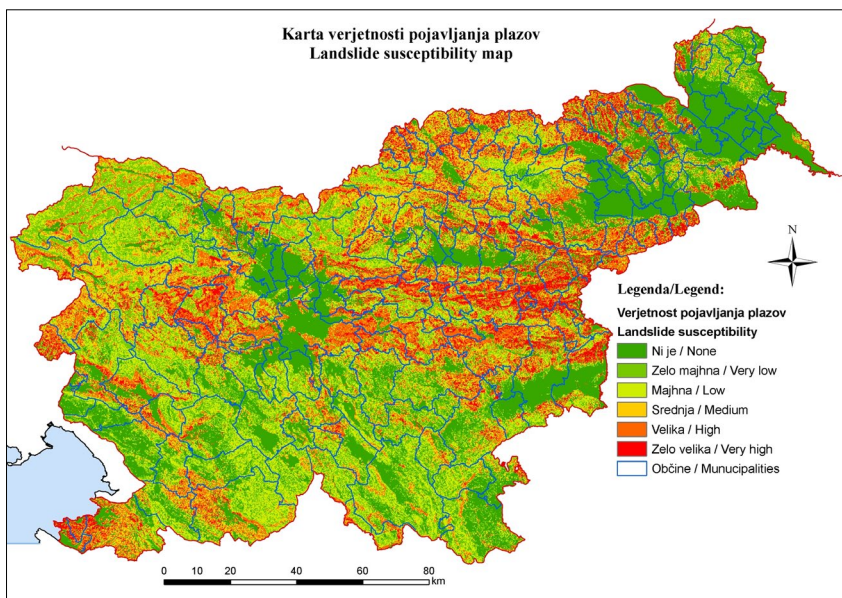 Karta verjetnosti pojavljanja plazov
Landslide susceptibility map
N
Legenda/Legend:
Verjetnost pojavljanja plazov
Landslide susceptibility
Ni je / None
Zelo majhna / Very low
Majhna / Low
Srednja / Medium
Velika / High
Zelo velika / Very high
Občine / Munucipalities
0 10 20 40 60 80
km